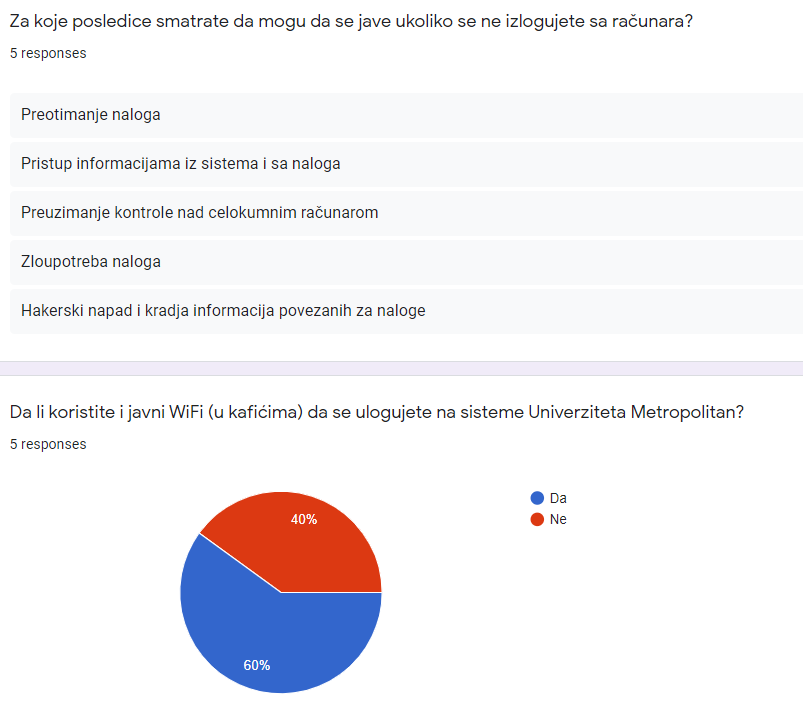 Za koje posledice smatrate da mogu da se jave ukoliko se ne izlogujete sa računara?
5 responses
Preotimanje naloga
Pristup informacijama iz sistema i sa naloga
Preuzimanje kontrole nad celokumnim računarom
Zloupotreba naloga
Hakerski napad i kradja informacija povezanih za naloge
Da li koristite i javni WiFi (u kafićima) da se ulogujete na sisteme Univerziteta Metropolitan?
5 responses
Da
Ne
40%
60%